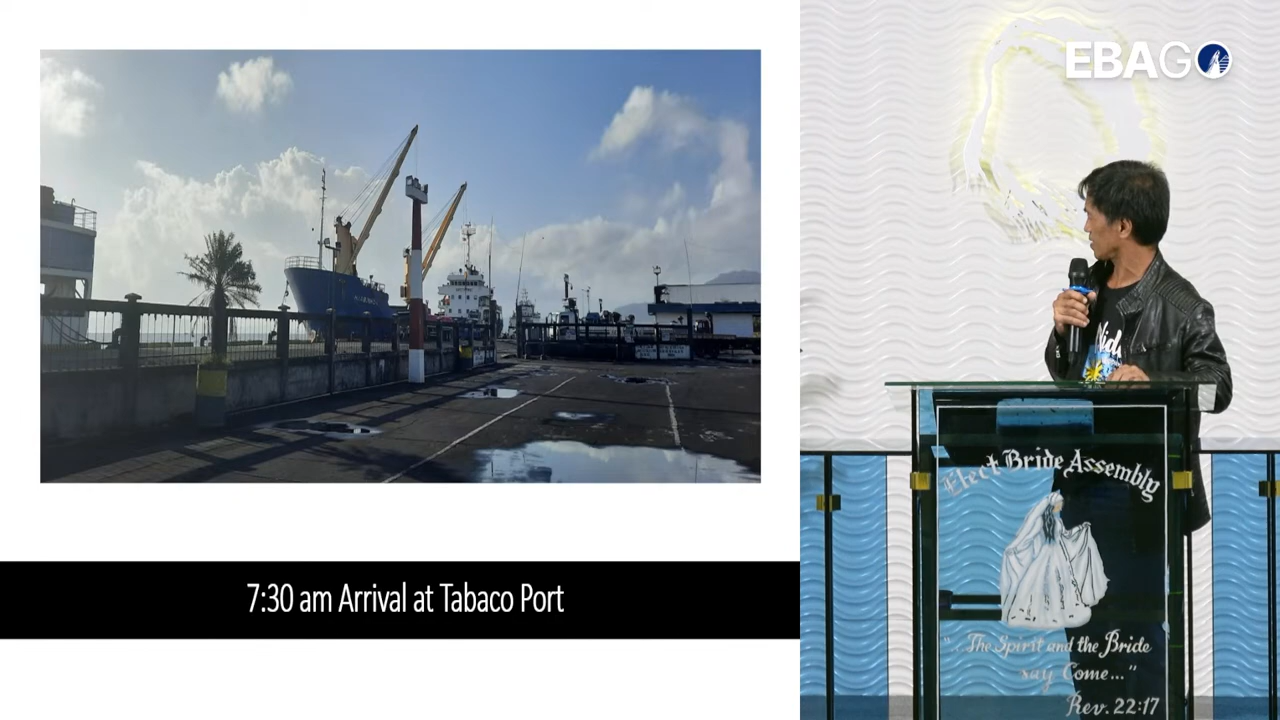 EBAGO
7:30 am Arrival at Tabaco Port
Elect Bride Assembly
"...The Spirit and the Bride
say Come..."
Rev. 22:17